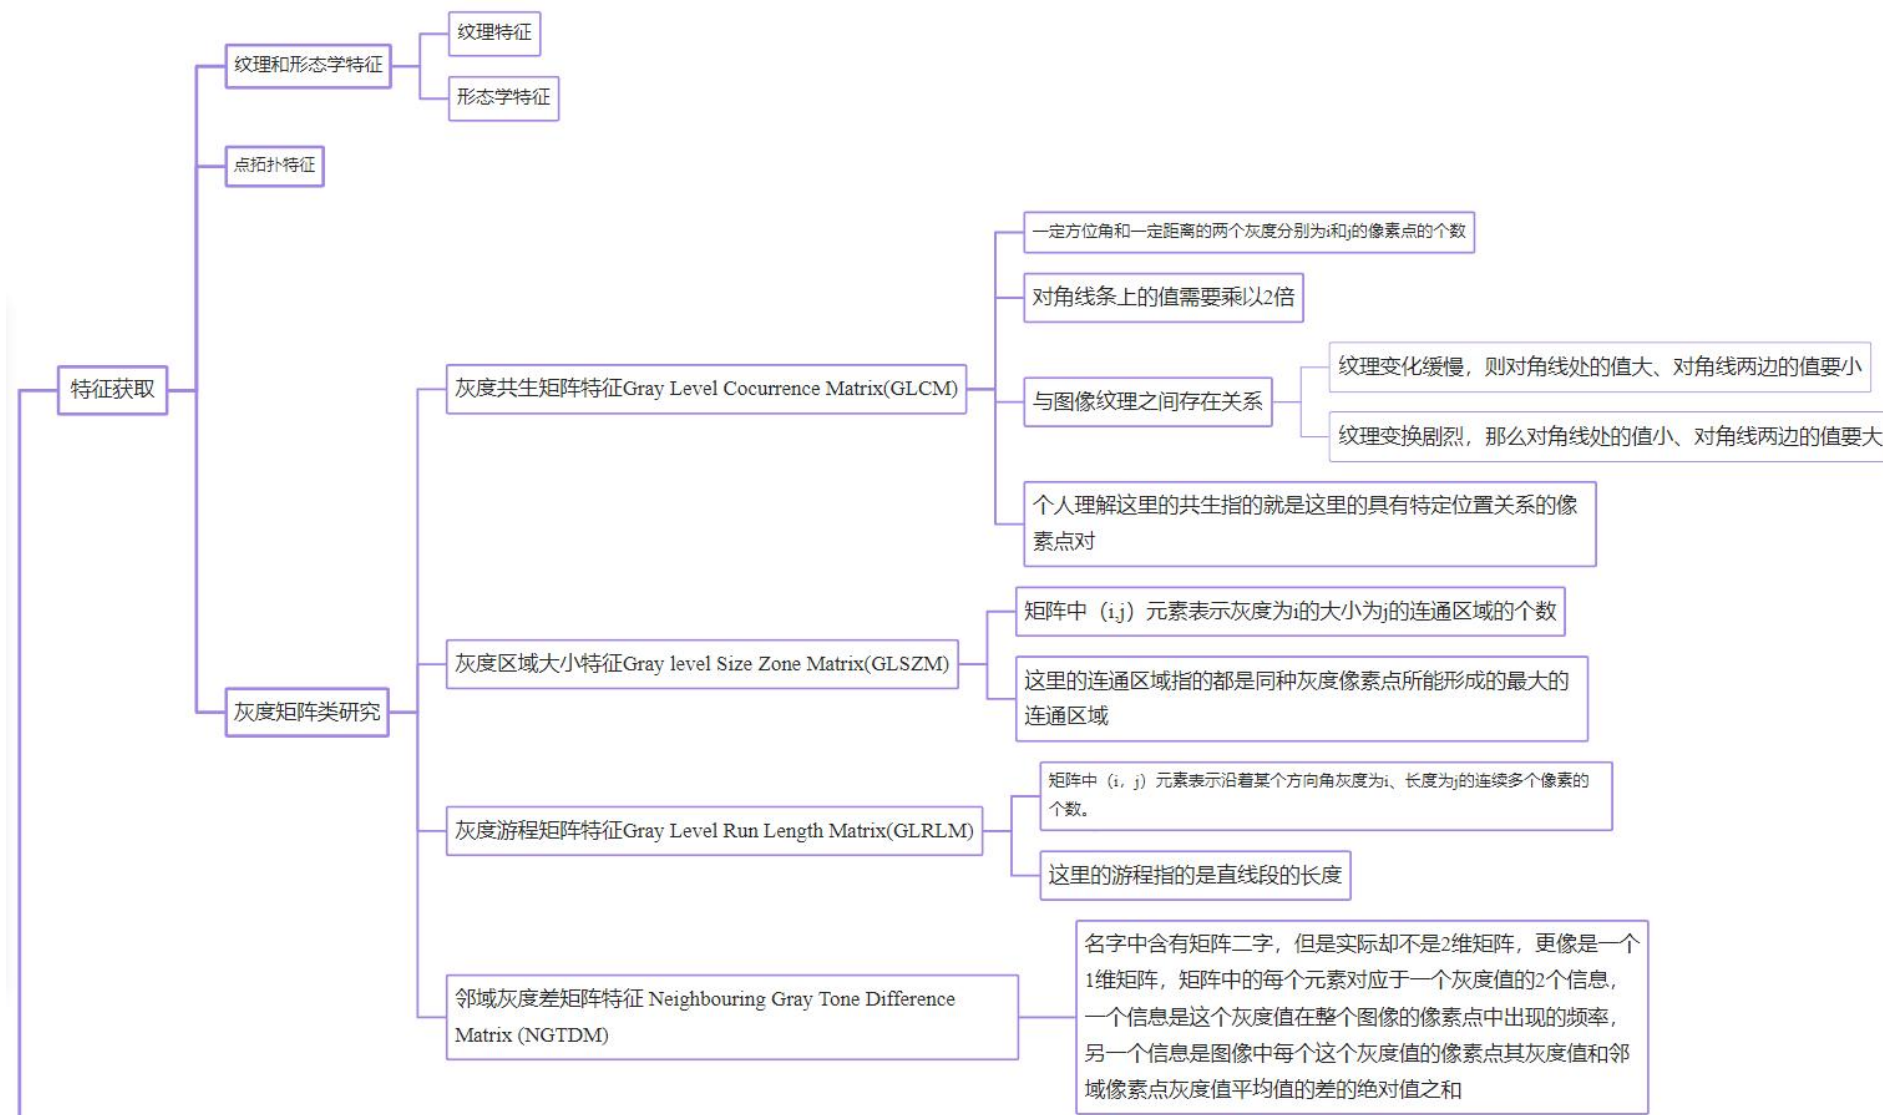 纹理特征
纹理和形态学特征
形态学特征
点拓扑特征
一定方位角和一定距离的两个灰度分别为i和j的像素点的个数
对角线条上的值需要乘以2倍
纹理变化缓慢，则对角线处的值大、对角线两边的值要小
特征获取
灰度共生矩阵特征Gray Level Cocurrence Matrix(GLCM)
与图像纹理之间存在关系
纹理变换剧烈，那么对角线处的值小、对角线两边的值要大
个人理解这里的共生指的就是这里的具有特定位置关系的像
素点对
矩阵中（i,j）元素表示灰度为i的大小为j的连通区域的个数
灰度区域大小特征Gray level Size Zone Matrix(GLSZM)
这里的连通区域指的都是同种灰度像素点所能形成的最大的
连通区域
灰度矩阵类研究
矩阵中（i，j）元素表示沿着某个方向角灰度为i、长度为j的连续多个像素的
个数。
灰度游程矩阵特征Gray Level Run Length Matrix(GLRLM)
这里的游程指的是直线段的长度
邻域灰度差矩阵特征 Neighbouring Gray Tone Difference
Matrix (NGTDM)
名字中含有矩阵二字，但是实际却不是2维矩阵，更像是一个
1维矩阵，矩阵中的每个元素对应于一个灰度值的2个信息，
一个信息是这个灰度值在整个图像的像素点中出现的频率，
另一个信息是图像中每个这个灰度值的像素点其灰度值和邻
域像素点灰度值平均值的差的绝对值之和